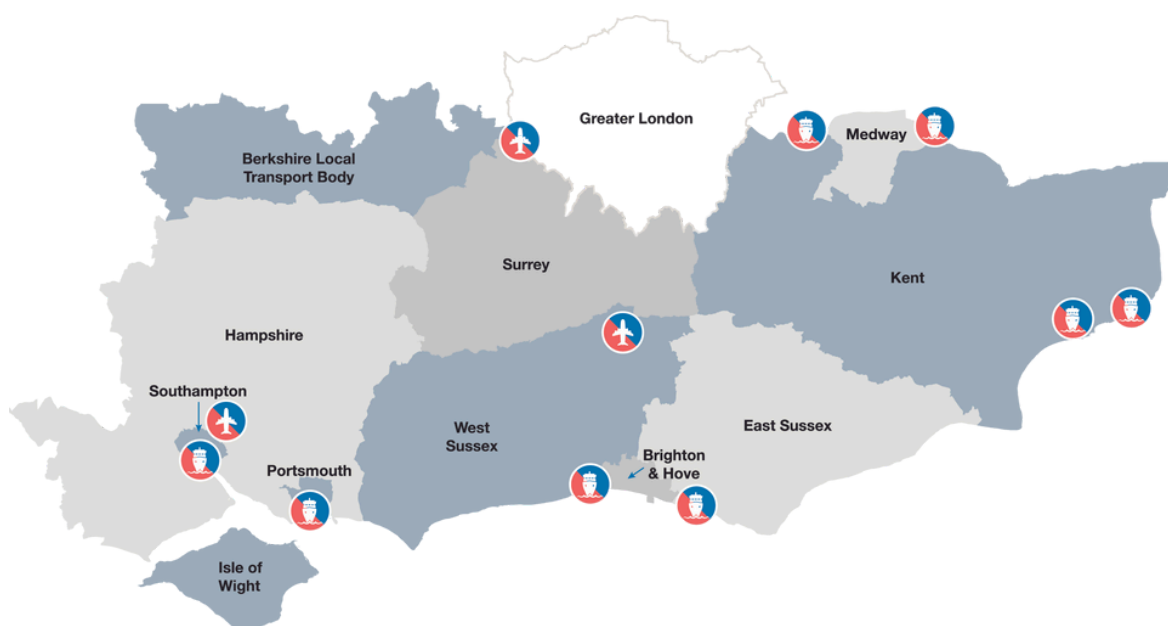 Greater London
Medway
Berkshire Local
Transport Body
Surrey
Kent
Hampshire
Southampton
West
Sussex
East Sussex
Brighton
& Hove
Portsmouth
Isle of
Wight